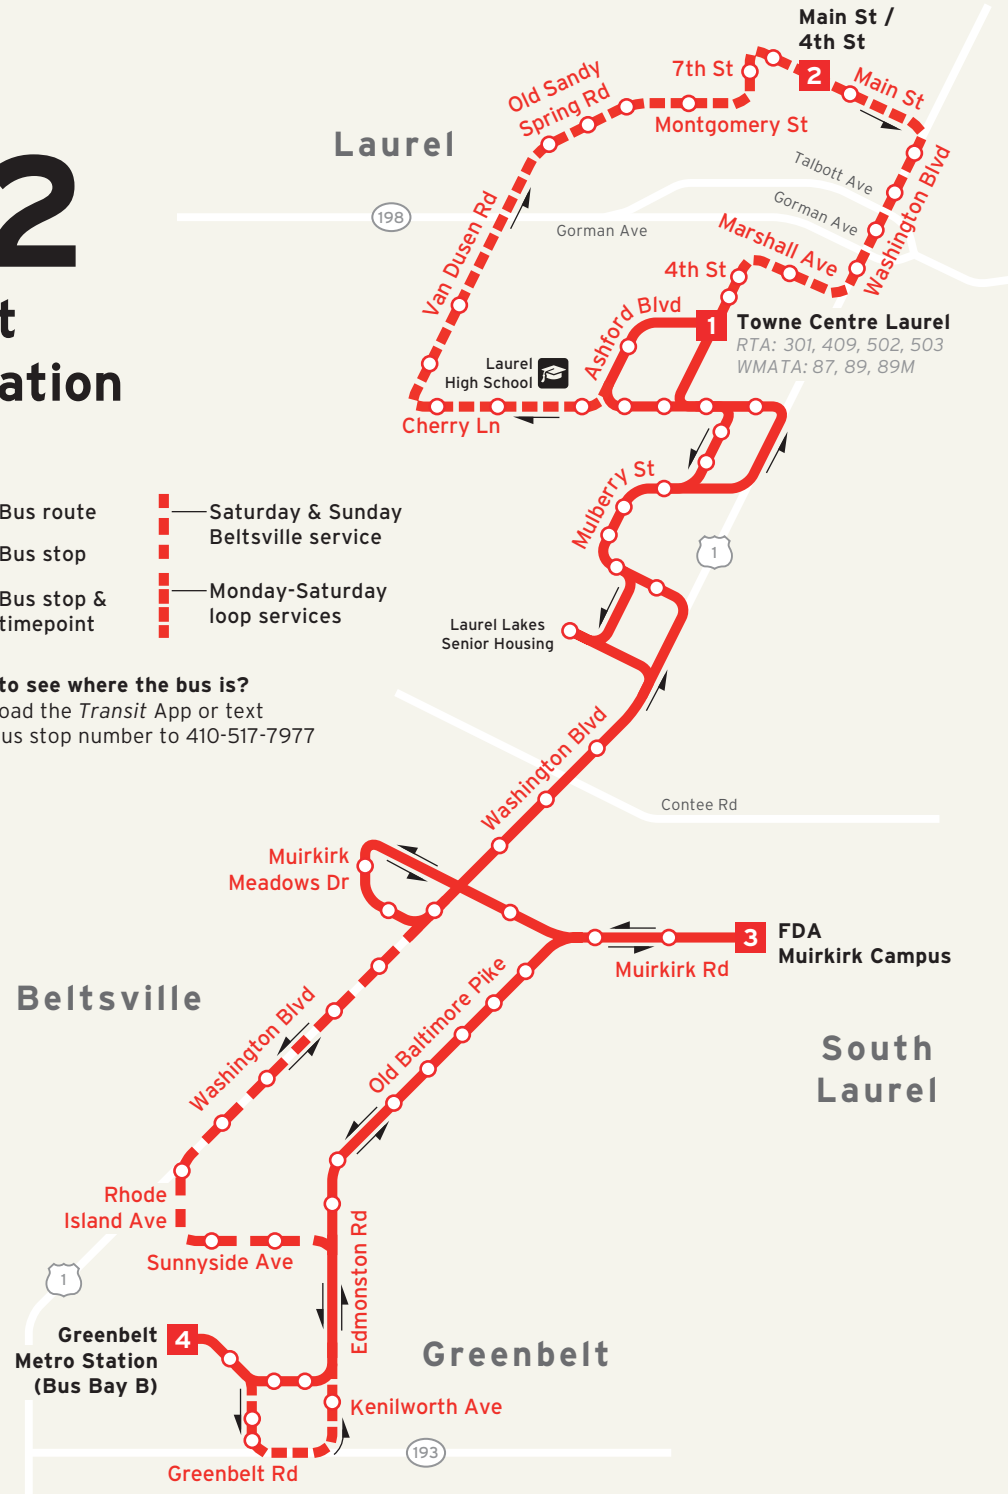 Main St /
4th St
2
7th St
Main St
Old Sandy
Spring Rd
Montgomery St
Laurel
Talbott Ave
Washington Blvd
198
Gorman Ave
Gorman Ave
Van Dusen Rd
Marshall Ave
4th St
2
t
ation
Ashford Blvd
1
Towne Centre Laurel
RTA: 301, 409, 502, 503
WMATA: 87, 89, 89M
Laurel
High School
Cherry Ln
Mulberry St
Bus route
Bus stop
Bus stop &
timepoint
Saturday & Sunday
Beltsville service
Monday-Saturday
loop services
1
Laurel Lakes
Senior Housing
to see where the bus is?
oad the Transit App or text
us stop number to 410-517-7977
Washington Blvd
Contee Rd
Muirkirk
Meadows Dr
3
FDA
Muirkirk Campus
Muirkirk Rd
Beltsville
Washington Blvd
Old Baltimore Pike
South
Laurel
Rhode
Island Ave
Sunnyside Ave
Edmonston Rd
1
Greenbelt
Metro Station
(Bus Bay B)
4
Greenbelt
Kenilworth Ave
193
Greenbelt Rd